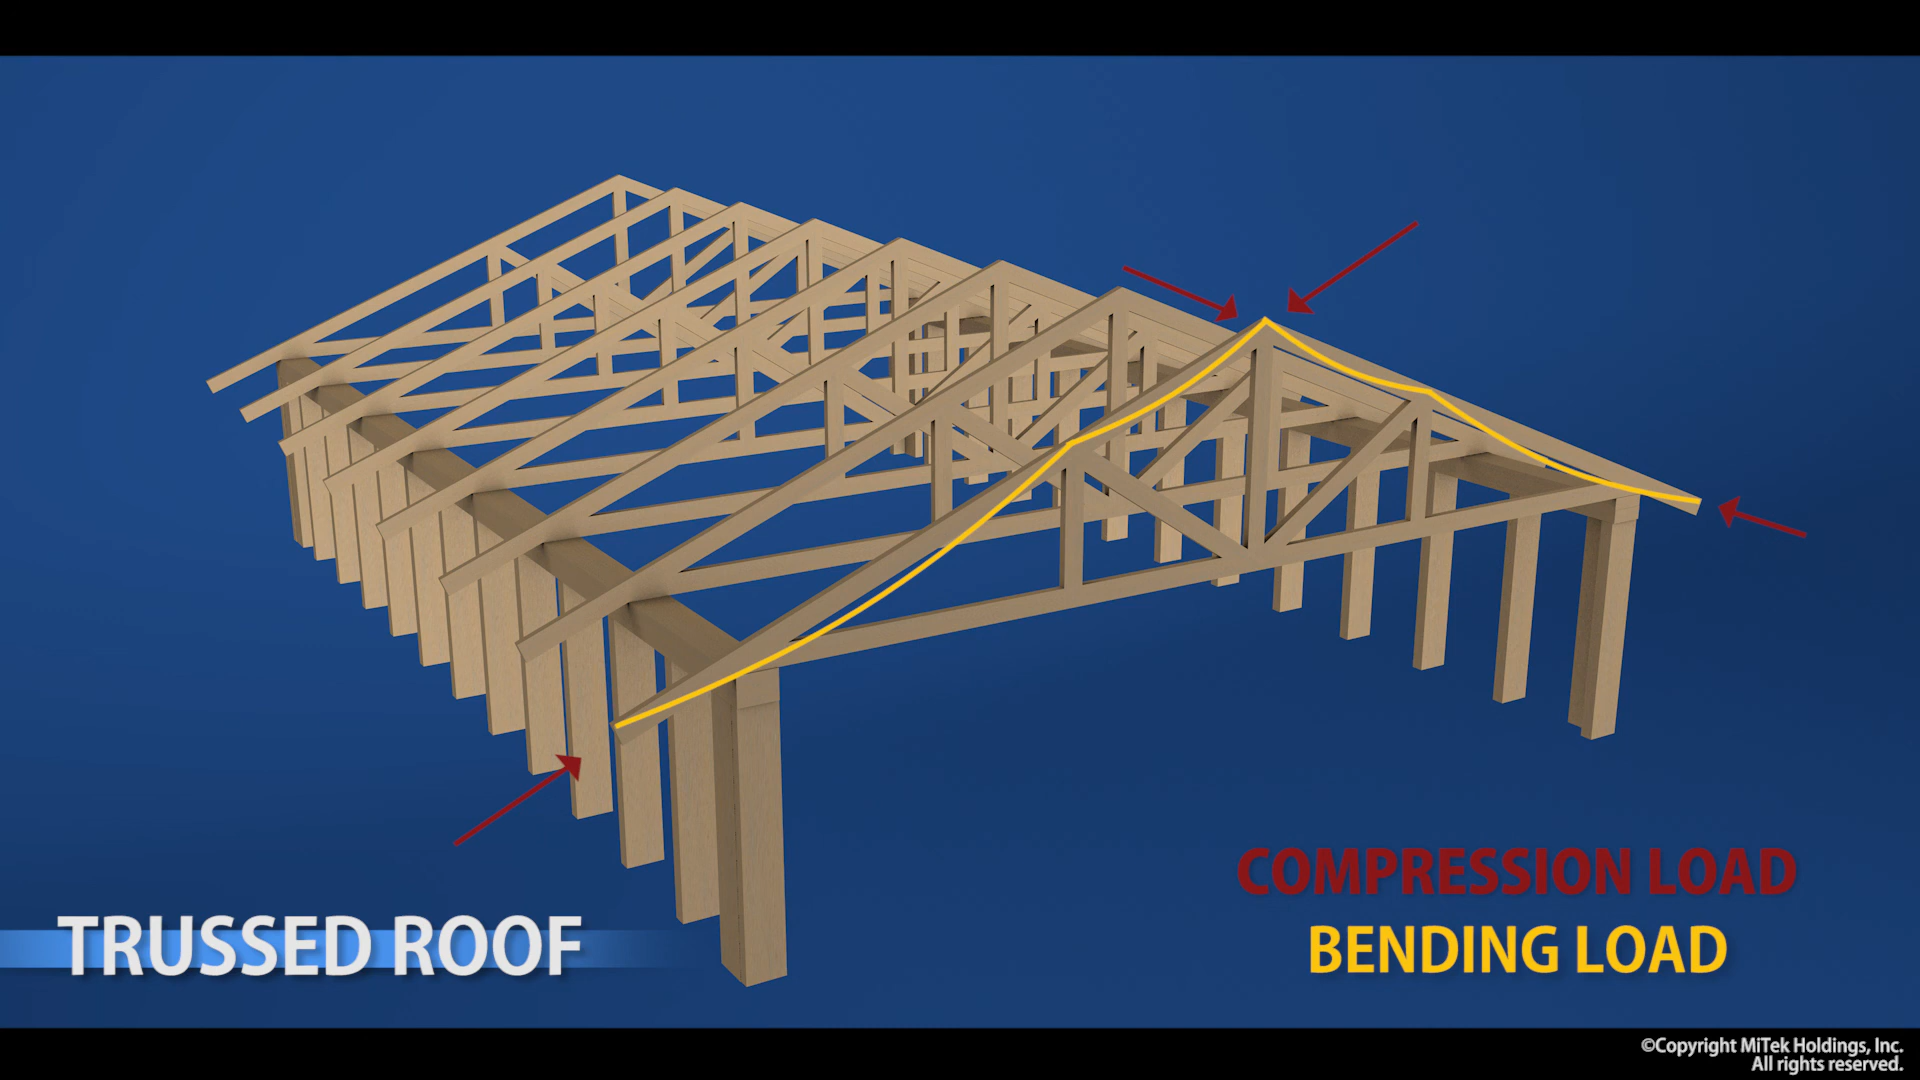 COMPRESSION LOAD
TRUSSED ROOF
BENDING LOAD
©Copyright MiTek Holdings, Inc.
All rights reserved.